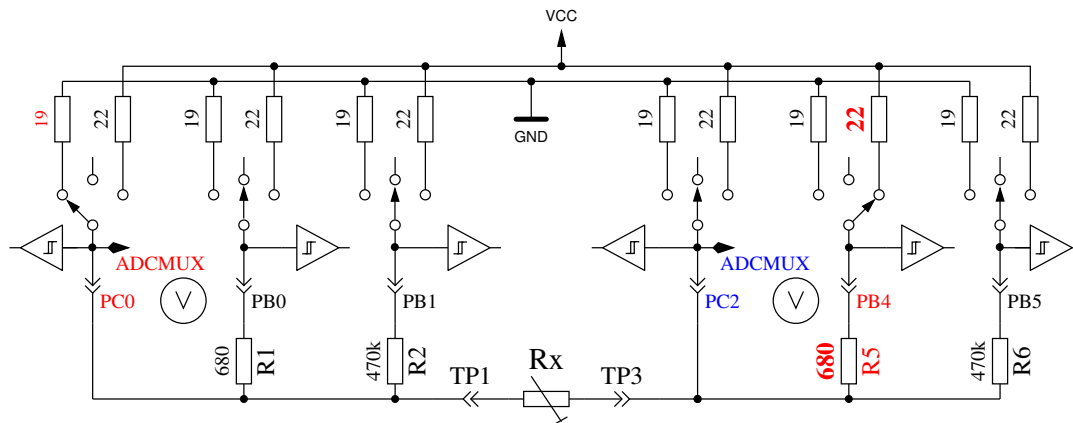 VCC
19 22 19 22 19 22 19 22 19 22 19 22
GND
ADCMUX ADCMUX
PC0 V PB0 PB1 PC2 V PB4 PB5
680 R1 470k R2 680 R5 470k R6
TP1 Rx TP3